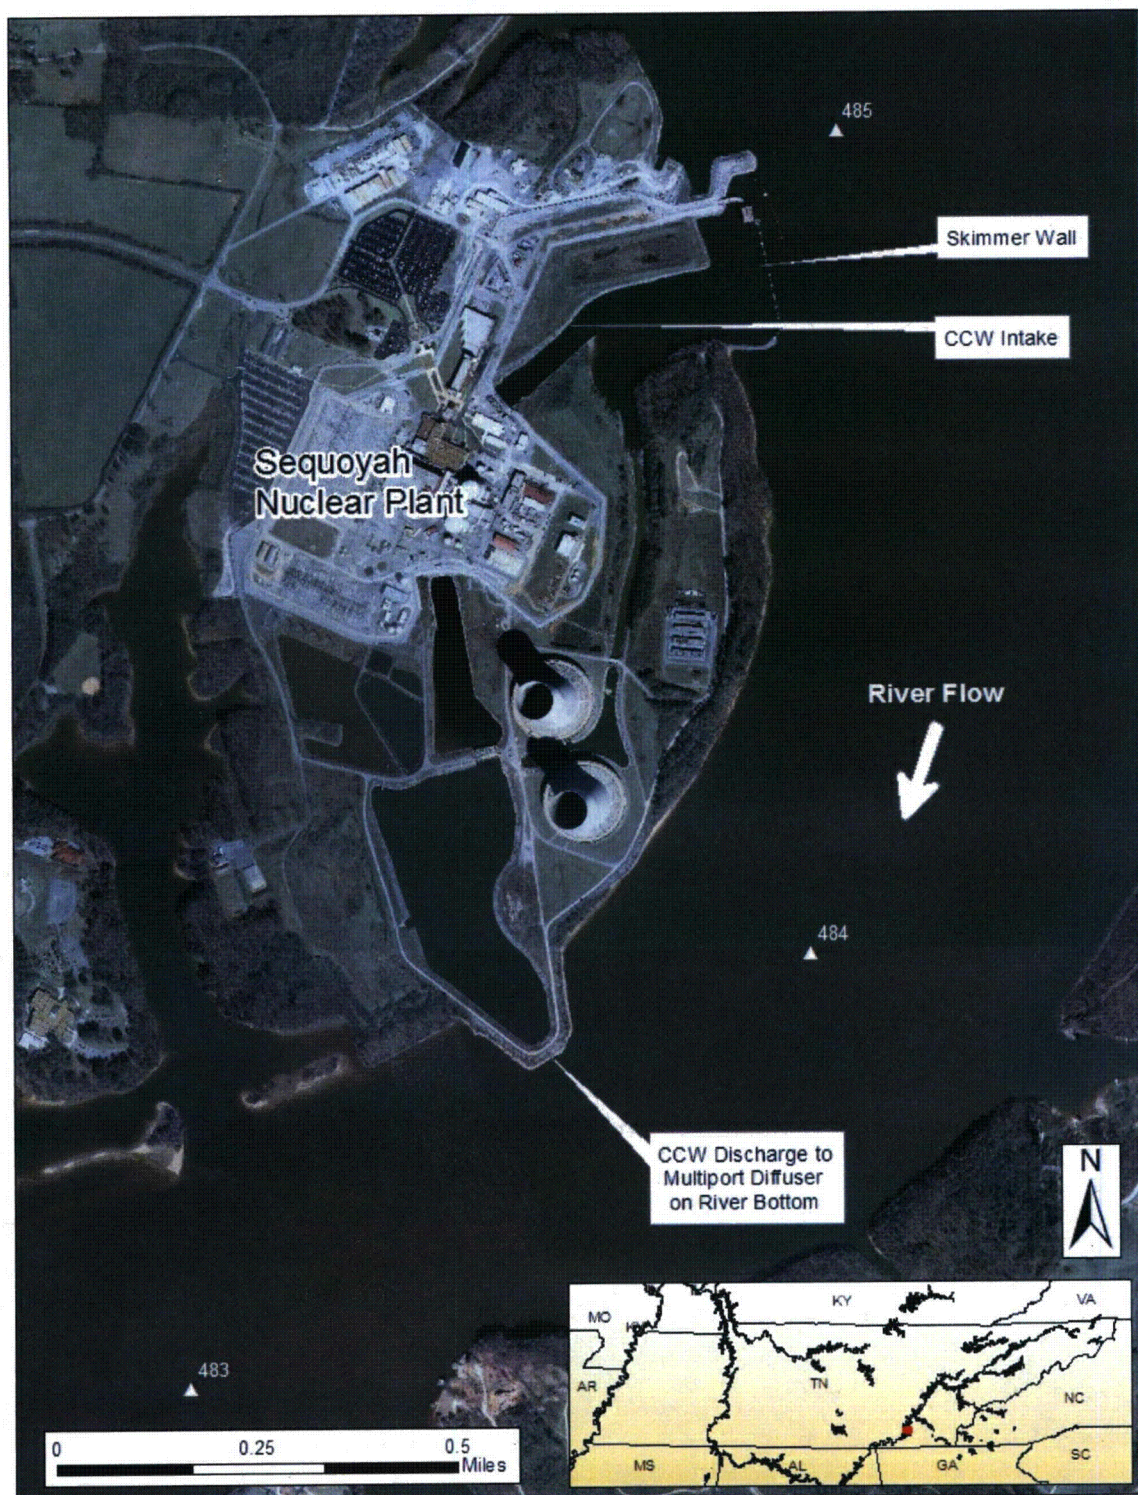 485
Skimmer Wall
CCW Intake
Sequoyah
Nuclear Plant
River Flow
484
CCW Discharge to
Multiport Diffuser
on River Bottom
N
483
0 0.25 0.5
Miles
MO
KY
VA
AR
TN
NC
MS
AL
GA
SC